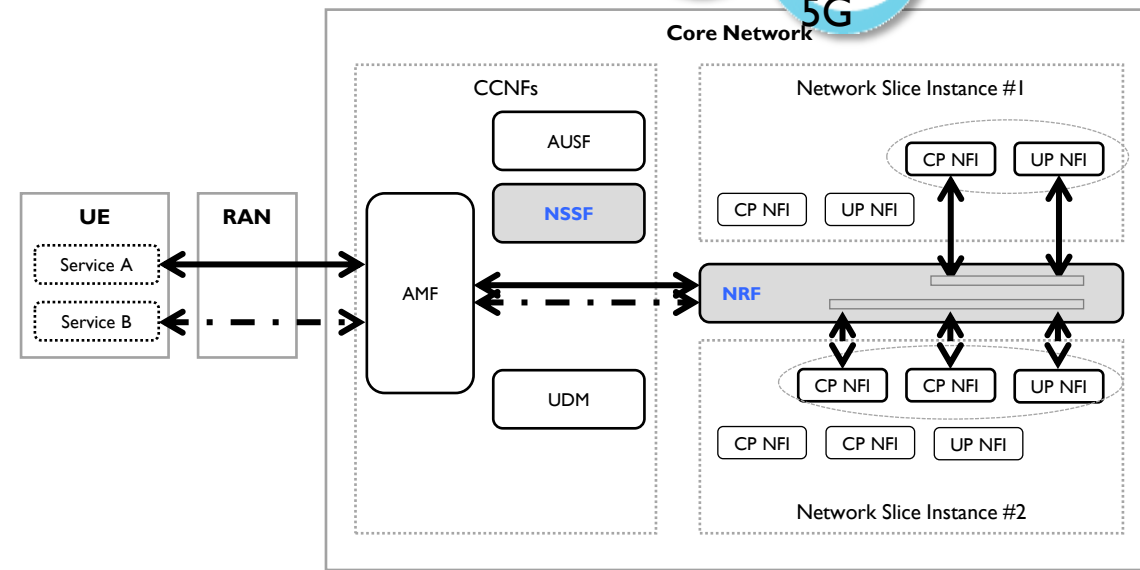 5G
Core Network
CCNFs
Network Slice Instance #1
AUSF
CP NFI
UP NFI
NSSF
CP NFI
UP NFI
UE
RAN
Service A
AMF
NRF
Service B
CP NFI
CP NFI
UP NFI
UDM
CP NFI
CP NFI
UP NFI
Network Slice Instance #2